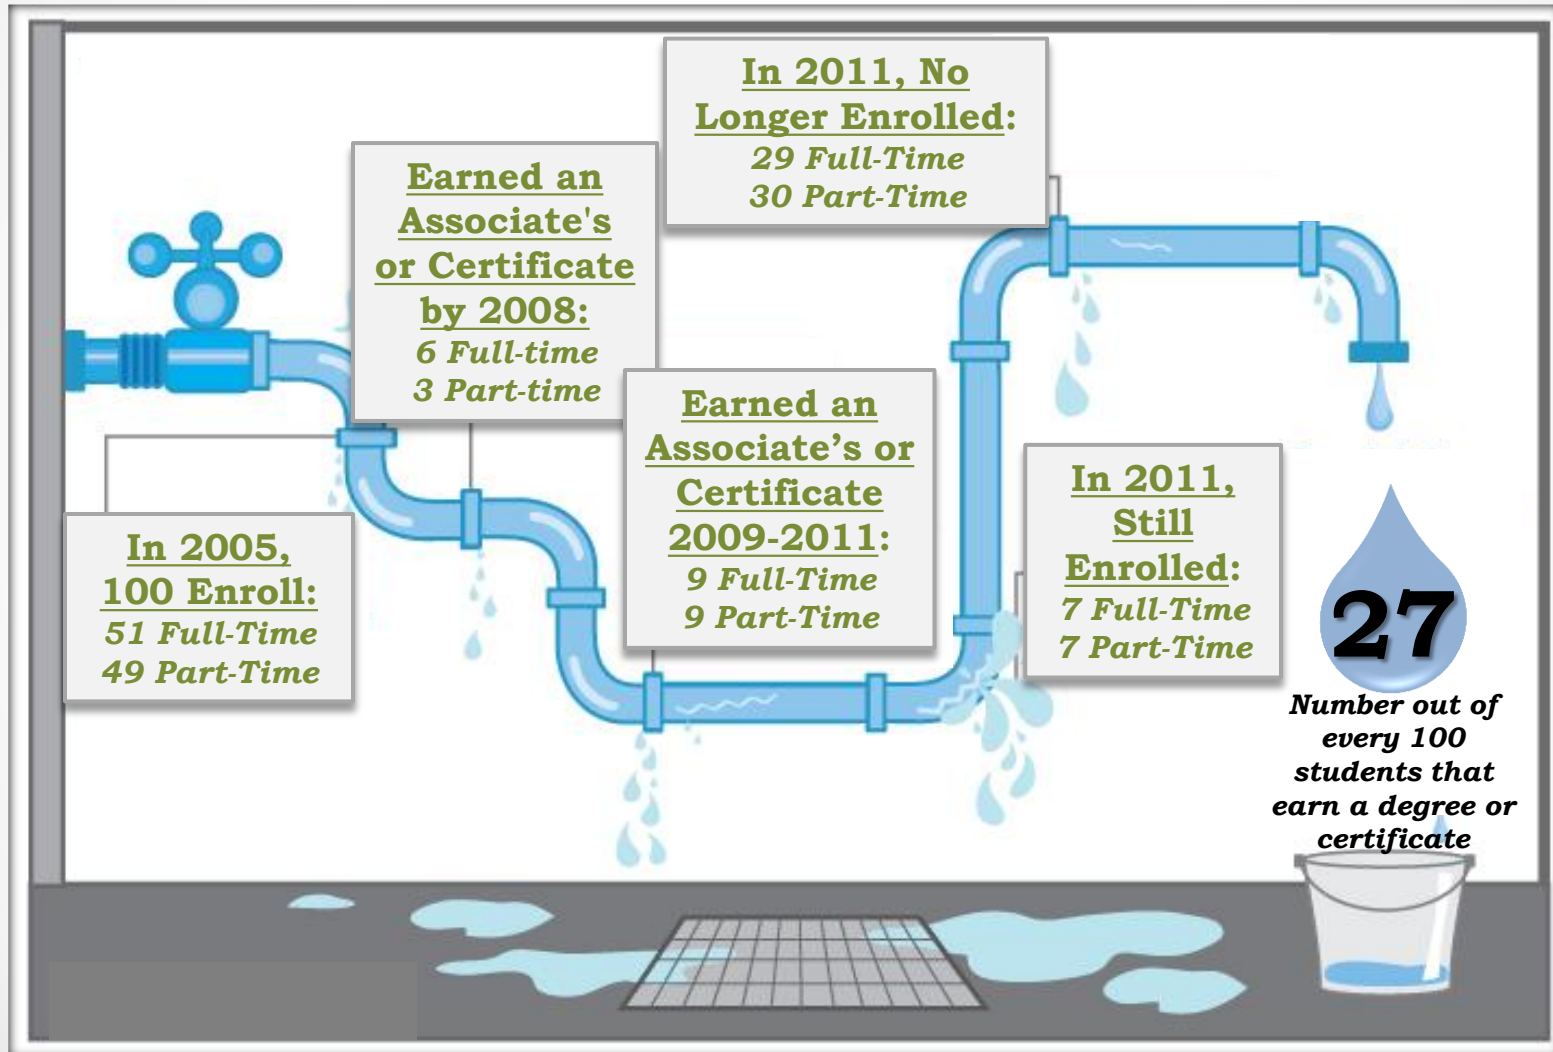 In 2011, No
Longer Enrolled:
29 Full-Time
30 Part-Time
Earned an
Associate's
or Certificate
by 2008:
6 Full-time
3 Part-time
Earned an
Associate’s or
Certificate
2009-2011:
9 Full-Time
9 Part-Time
In 2011,
Still
Enrolled:
7 Full-Time
7 Part-Time
In 2005,
100 Enroll:
51 Full-Time
49 Part-Time
27
Number out of
every 100
students that
earn a degree or
certificate